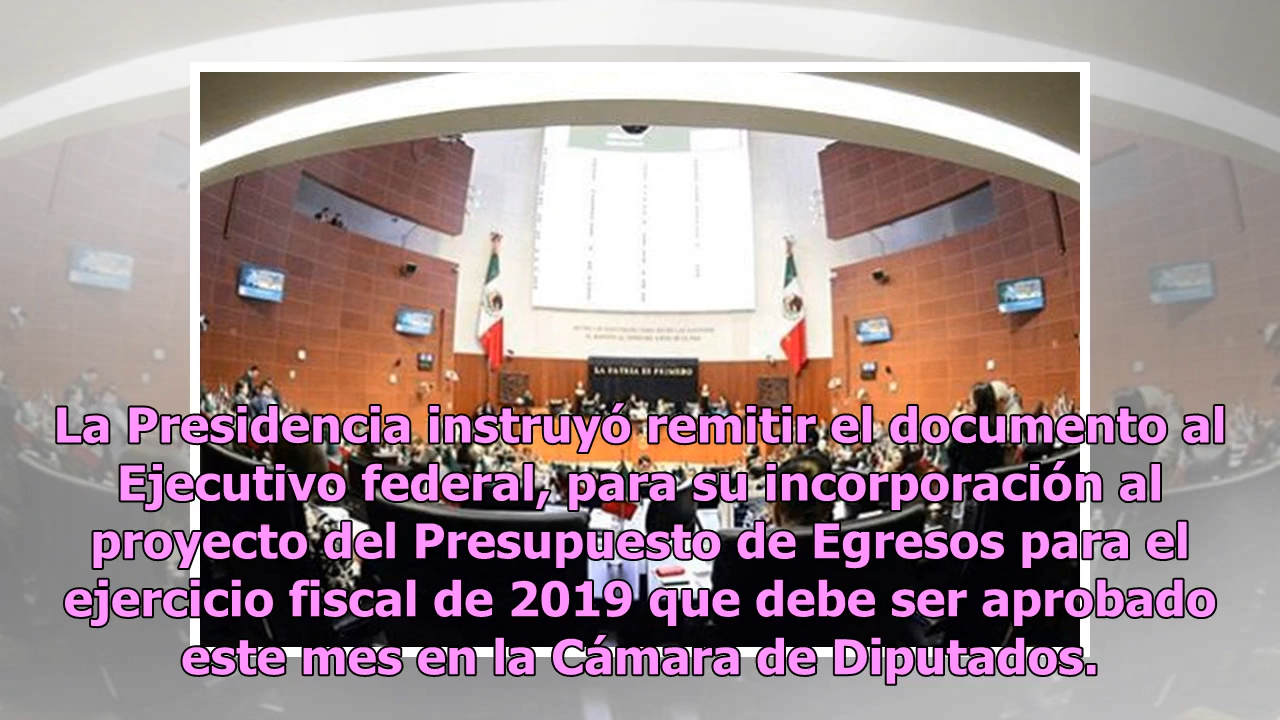 LA PATRIA ES PRIMERO
La Presidencia instruyó remitir el documento al
Ejecutivo federal, para su incorporación al
proyecto del Presupuesto de Egresos para el
ejercicio fiscal de 2019 que debe ser aprobado
este mes en la Cámara de Diputados.